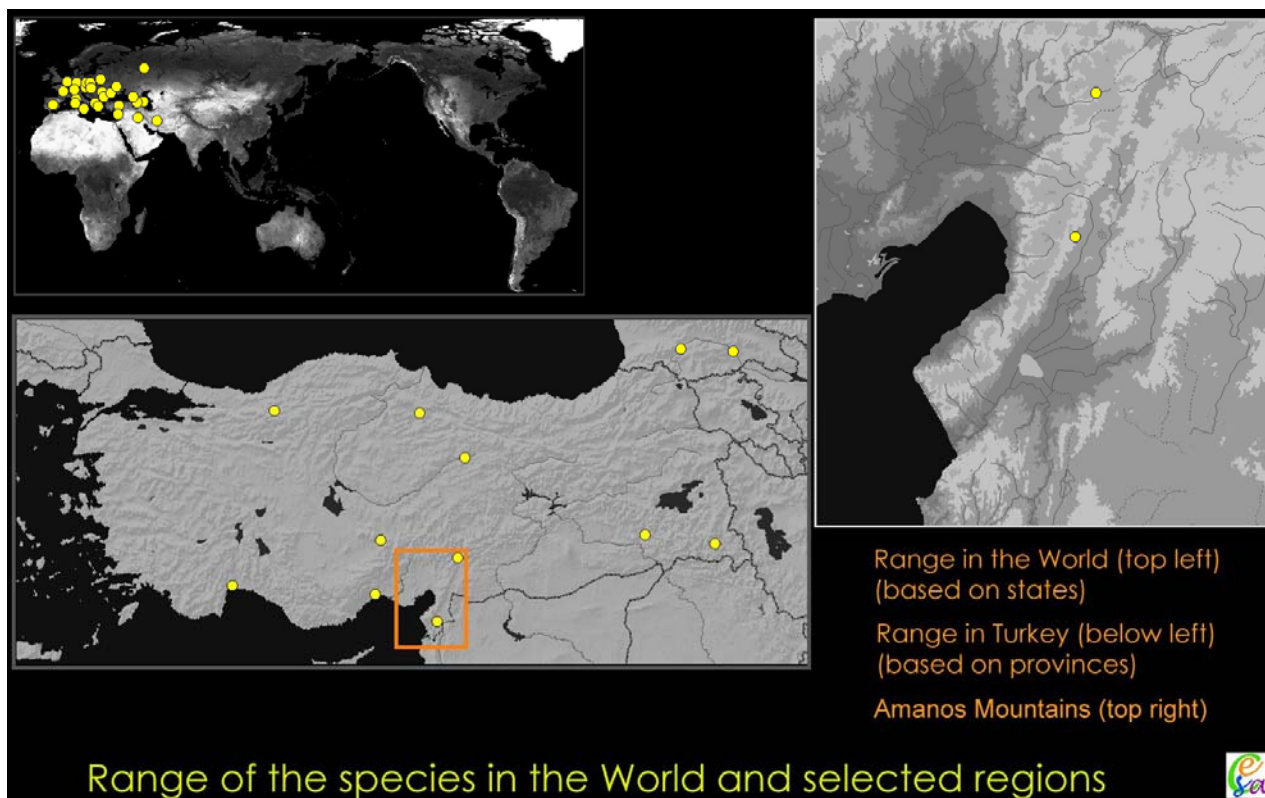 Range in the World (top left)
(based on states)
Range in Turkey (below left)
(based on provinces)
Amanos Mountains (top right)
Range of the species in the World and selected regions
esa